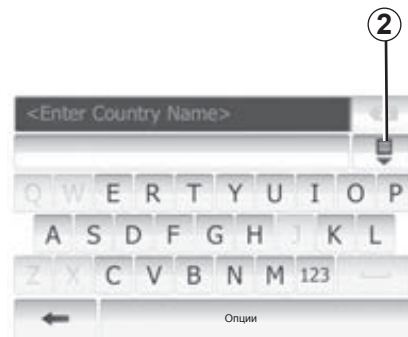 2
<Enter Country Name>
Q W E R T Y U I O P
A S D F G H J K L
Z X C V B N M 123
Опции